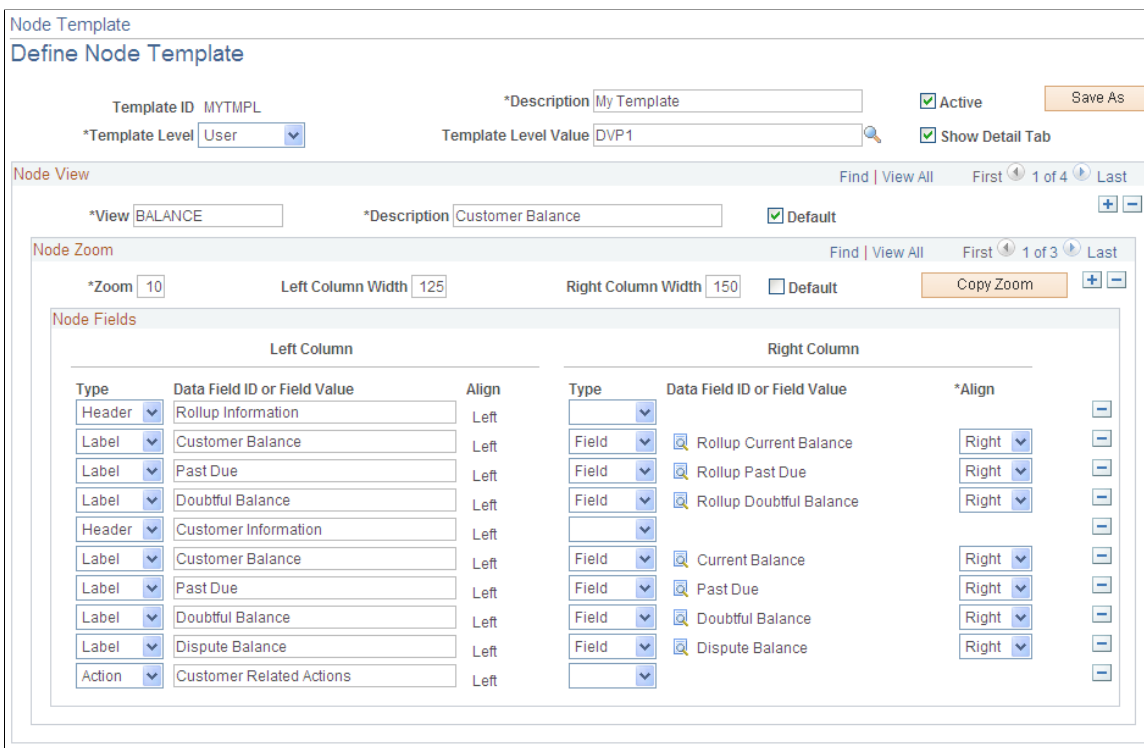 Node Template
Define Node Template
Template ID MYTMPL *Description My Template Active Save As
*Template Level User Template Level Value DVP1 Show Detail Tab
Node View Find | View All First 1 of 4 Last
*View BALANCE *Description Customer Balance Default
Node Zoom Find | View All First 1 of 3 Last
*Zoom 10 Left Column Width 125 Right Column Width 150 Default Copy Zoom
Node Fields
Left Column Right Column
Type Data Field ID or Field Value Align Type Data Field ID or Field Value *Align
Header Rollup Information Left
Label Customer Balance Left Field Rollup Current Balance Right
Label Past Due Left Field Rollup Past Due Right
Label Doubtful Balance Left Field Rollup Doubtful Balance Right
Header Customer Information Left
Label Customer Balance Left Field Current Balance Right
Label Past Due Left Field Past Due Right
Label Doubtful Balance Left Field Doubtful Balance Right
Label Dispute Balance Left Field Dispute Balance Right
Action Customer Related Actions Left